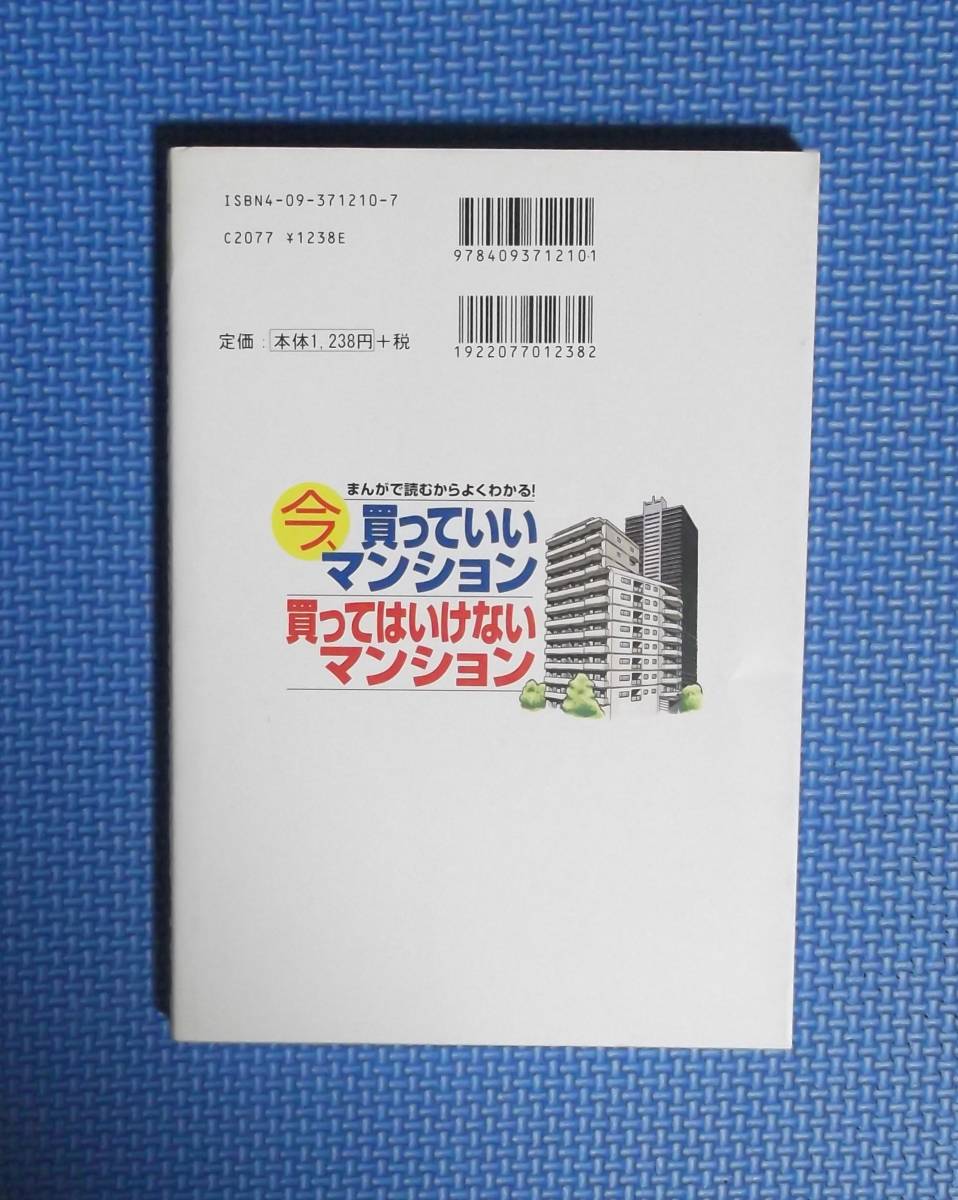 ISBN4-09-371210-7
C2077 ¥1238E
9784093712101
定価：本体1,238円＋税
1922077012382
まんがで読むからよくわかる!
今、買っていい
マンション
買ってはいけない
マンション